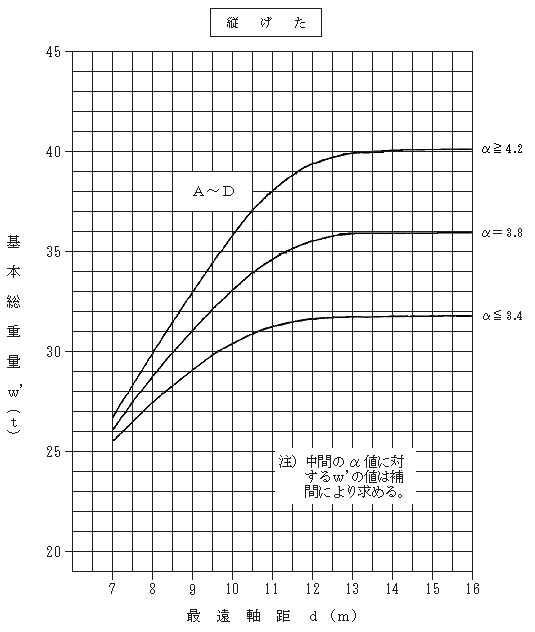 縦げた
45
40
35
30
25
20
基本総重量w'(t)
α≧4.2
α=3.8
α≦3.4
A～D
注) 中間のα値に対
するw'の値は補
間により求める。
7 8 9 10 11 12 13 14 15 16
最遠軸距 d (m)